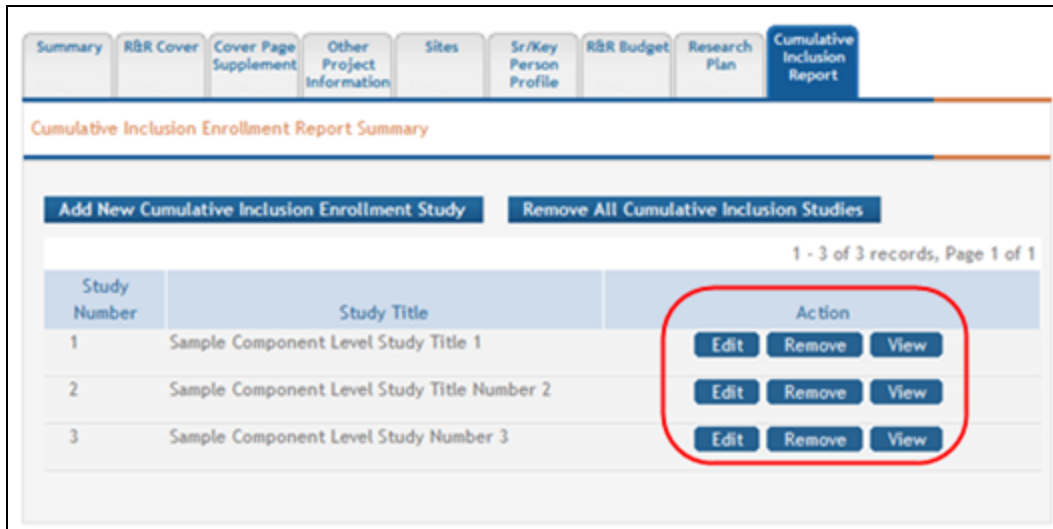 Summary
R&R Cover
Cover Page
Supplement
Other
Project
Information
Sites
Sr/Key
Person
Profile
R&R Budget
Research
Plan
Cumulative
Inclusion
Report
Cumulative Inclusion Enrollment Report Summary
Add New Cumulative Inclusion Enrollment Study
Remove All Cumulative Inclusion Studies
1 - 3 of 3 records, Page 1 of 1
Study
Number
Study Title
Action
1 Sample Component Level Study Title 1 Edit Remove View
2 Sample Component Level Study Title Number 2 Edit Remove View
3 Sample Component Level Study Number 3 Edit Remove View